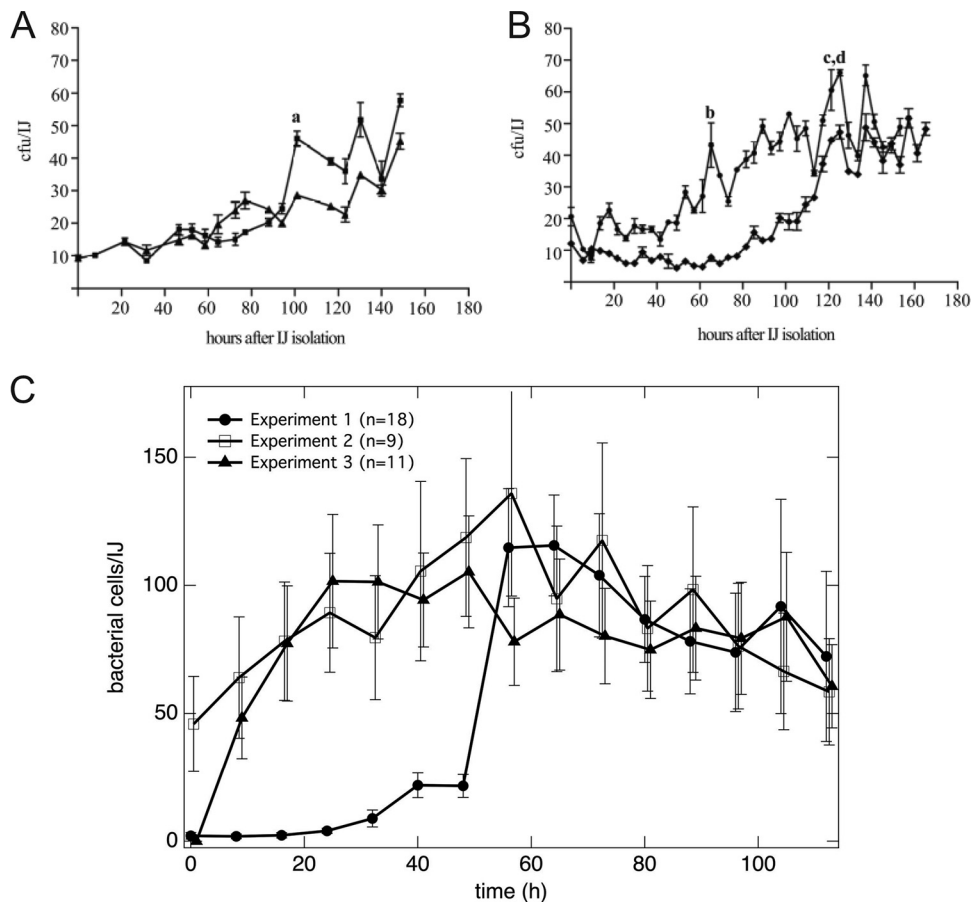 A
80
70
60
50
40
30
20
10
cfu/IJ
a
20 40 60 80 100 120 140 160
hours after IJ isolation
B
80
70
60
50
40
30
20
10
cfu/IJ
b
c,d
20 40 60 80 100 120 140 160 180
hours after IJ isolation
C
Experiment 1 (n=18)
Experiment 2 (n=9)
Experiment 3 (n=11)
150
100
50
0
bacterial cells/IJ
0 20 40 60 80 100
time (h)